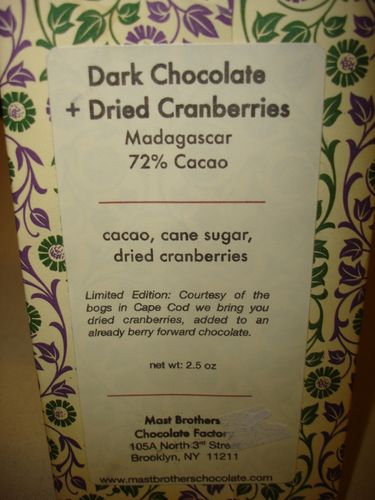 Dark Chocolate
+ Dried Cranberries
Madagascar
72% Cacao
cacao, cane sugar,
dried cranberries
Limited Edition: Courtesy of the
bogs in Cape Cod we bring you
dried cranberries, added to an
already berry forward chocolate.
net wt: 2.5 oz
Mast Brothers
Chocolate Factory
105A North 3rd Street
Brooklyn, NY 11211
www.mastbrotherschocolate.com